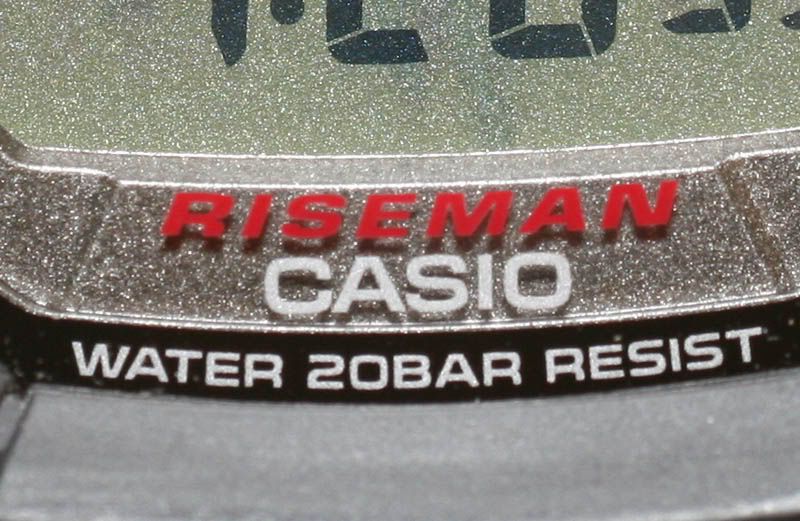 RISEMAN
CASIO
WATER 20BAR RESIST